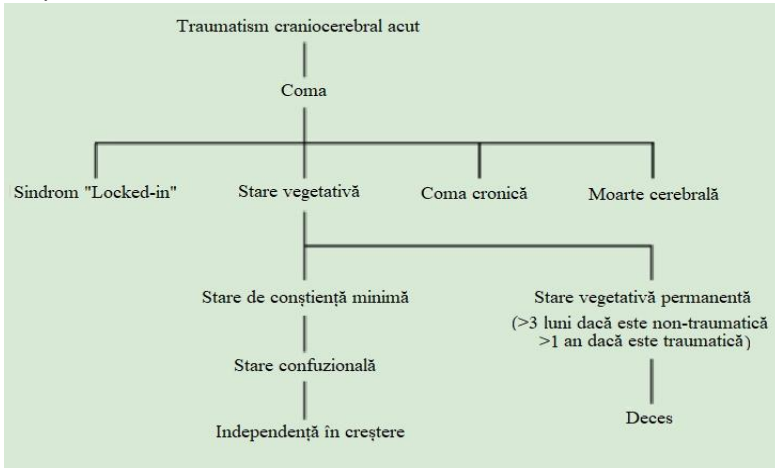 Traumatism craniocerebral acut
Coma
Sindrom "Locked-in"
Stare vegetativă
Coma cronică
Moarte cerebrală
Stare de conștiență minimă
Stare vegetativă permanentă
(>3 luni dacă este non-traumatică
>1 an dacă este traumatică)
Stare confuzională
Deces
Independență în creștere